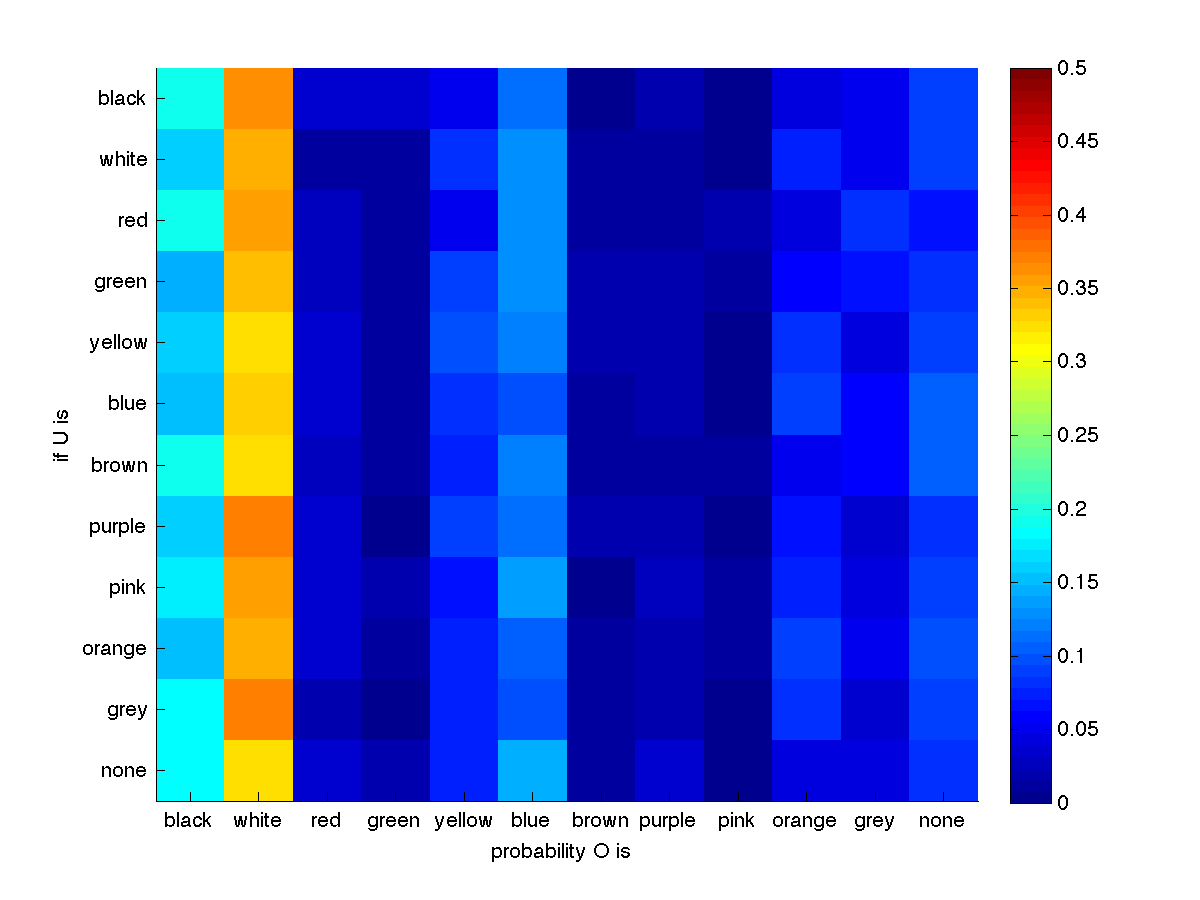 if U is
black
white
red
green
yellow
blue
brown
purple
pink
orange
grey
none
black white red green yellow blue brown purple pink orange grey none
probability O is
0.5
0.45
0.4
0.35
0.3
0.25
0.2
0.15
0.1
0.05
0